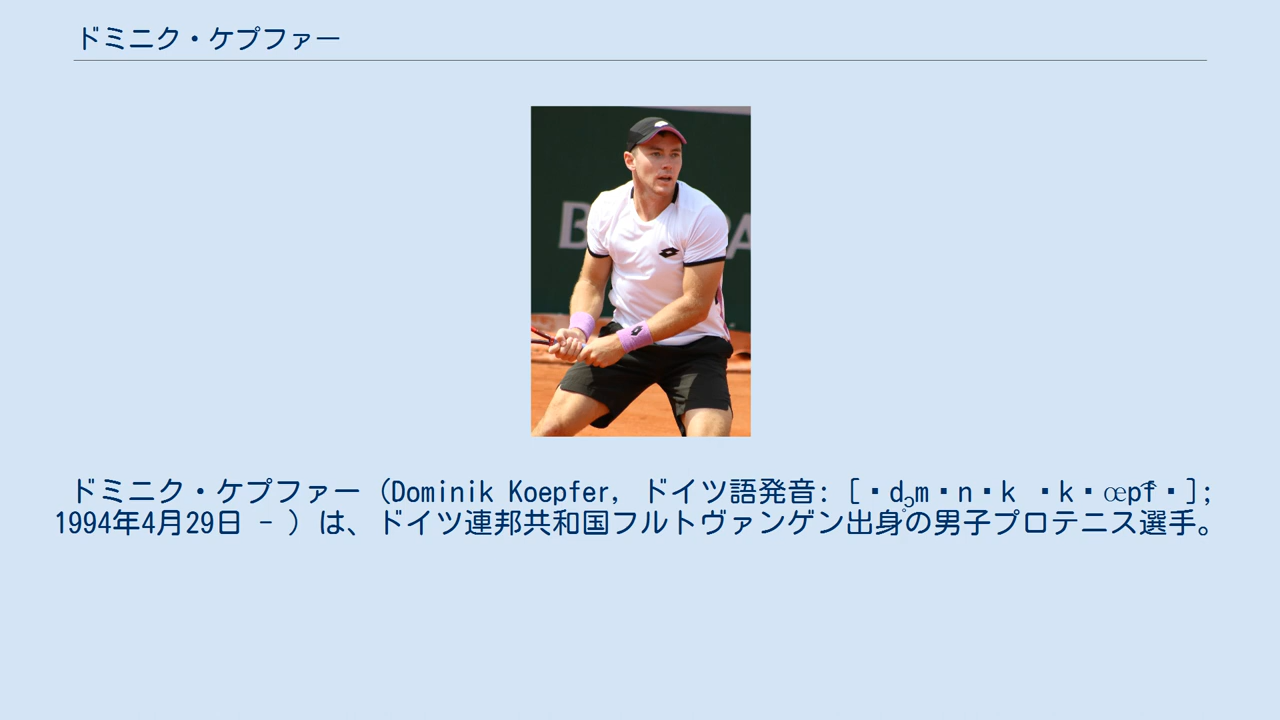 ドミニク・ケプファー
B
PA
ドミニク・ケプファー（Dominik Koepfer, ドイツ語発音: [・dɔm・n・k ・k・œp͡f・];
1994年4月29日 - ）は、ドイツ連邦共和国フルトヴァンゲン出身の男子プロテニス選手。